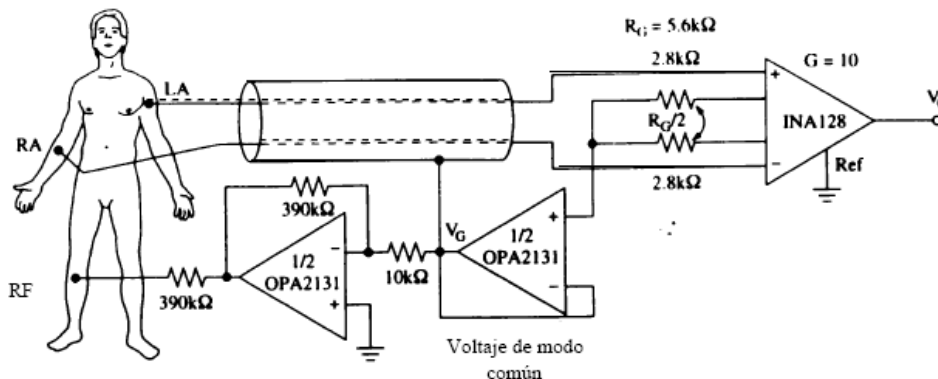 R_G = 5.6kΩ
LA
2.8kΩ
G = 10
+
RA
R_G/2
INA128
V
-
Ref
390kΩ
2.8kΩ
-
V_G
+
1/2
OPA2131
10kΩ
1/2
OPA2131
-
RF
390kΩ
+
Voltaje de modo
común